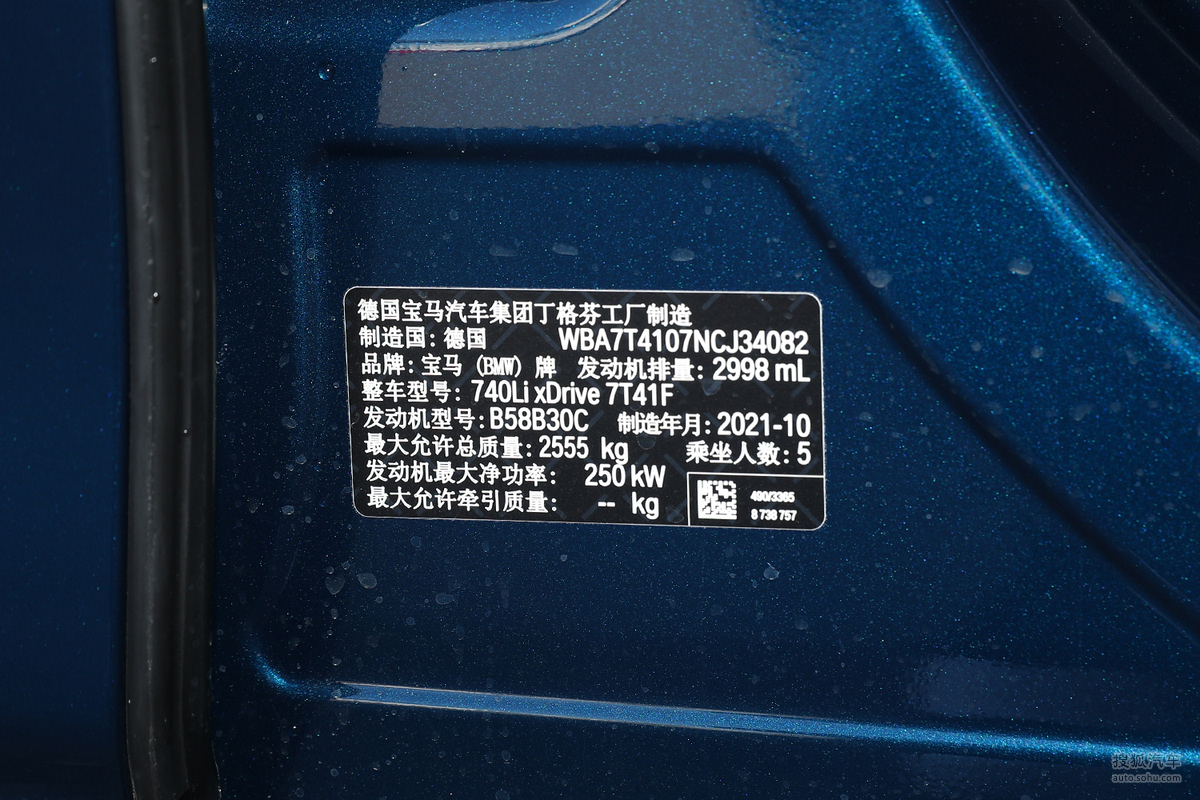 德国宝马汽车集团丁格芬工厂制造
制造国：德国 WBA7T4107NCJ34082
品牌：宝马 (BMW) 牌 发动机排量：2998 mL
整车型号：740Li xDrive 7T41F
发动机型号：B58B30C 制造年月：2021-10
最大允许总质量：2555 kg 乘坐人数：5
发动机最大净功率： 250 kW
最大允许牵引质量： -- kg
490/3365
8 738 757
搜狐汽车
auto.sohu.com